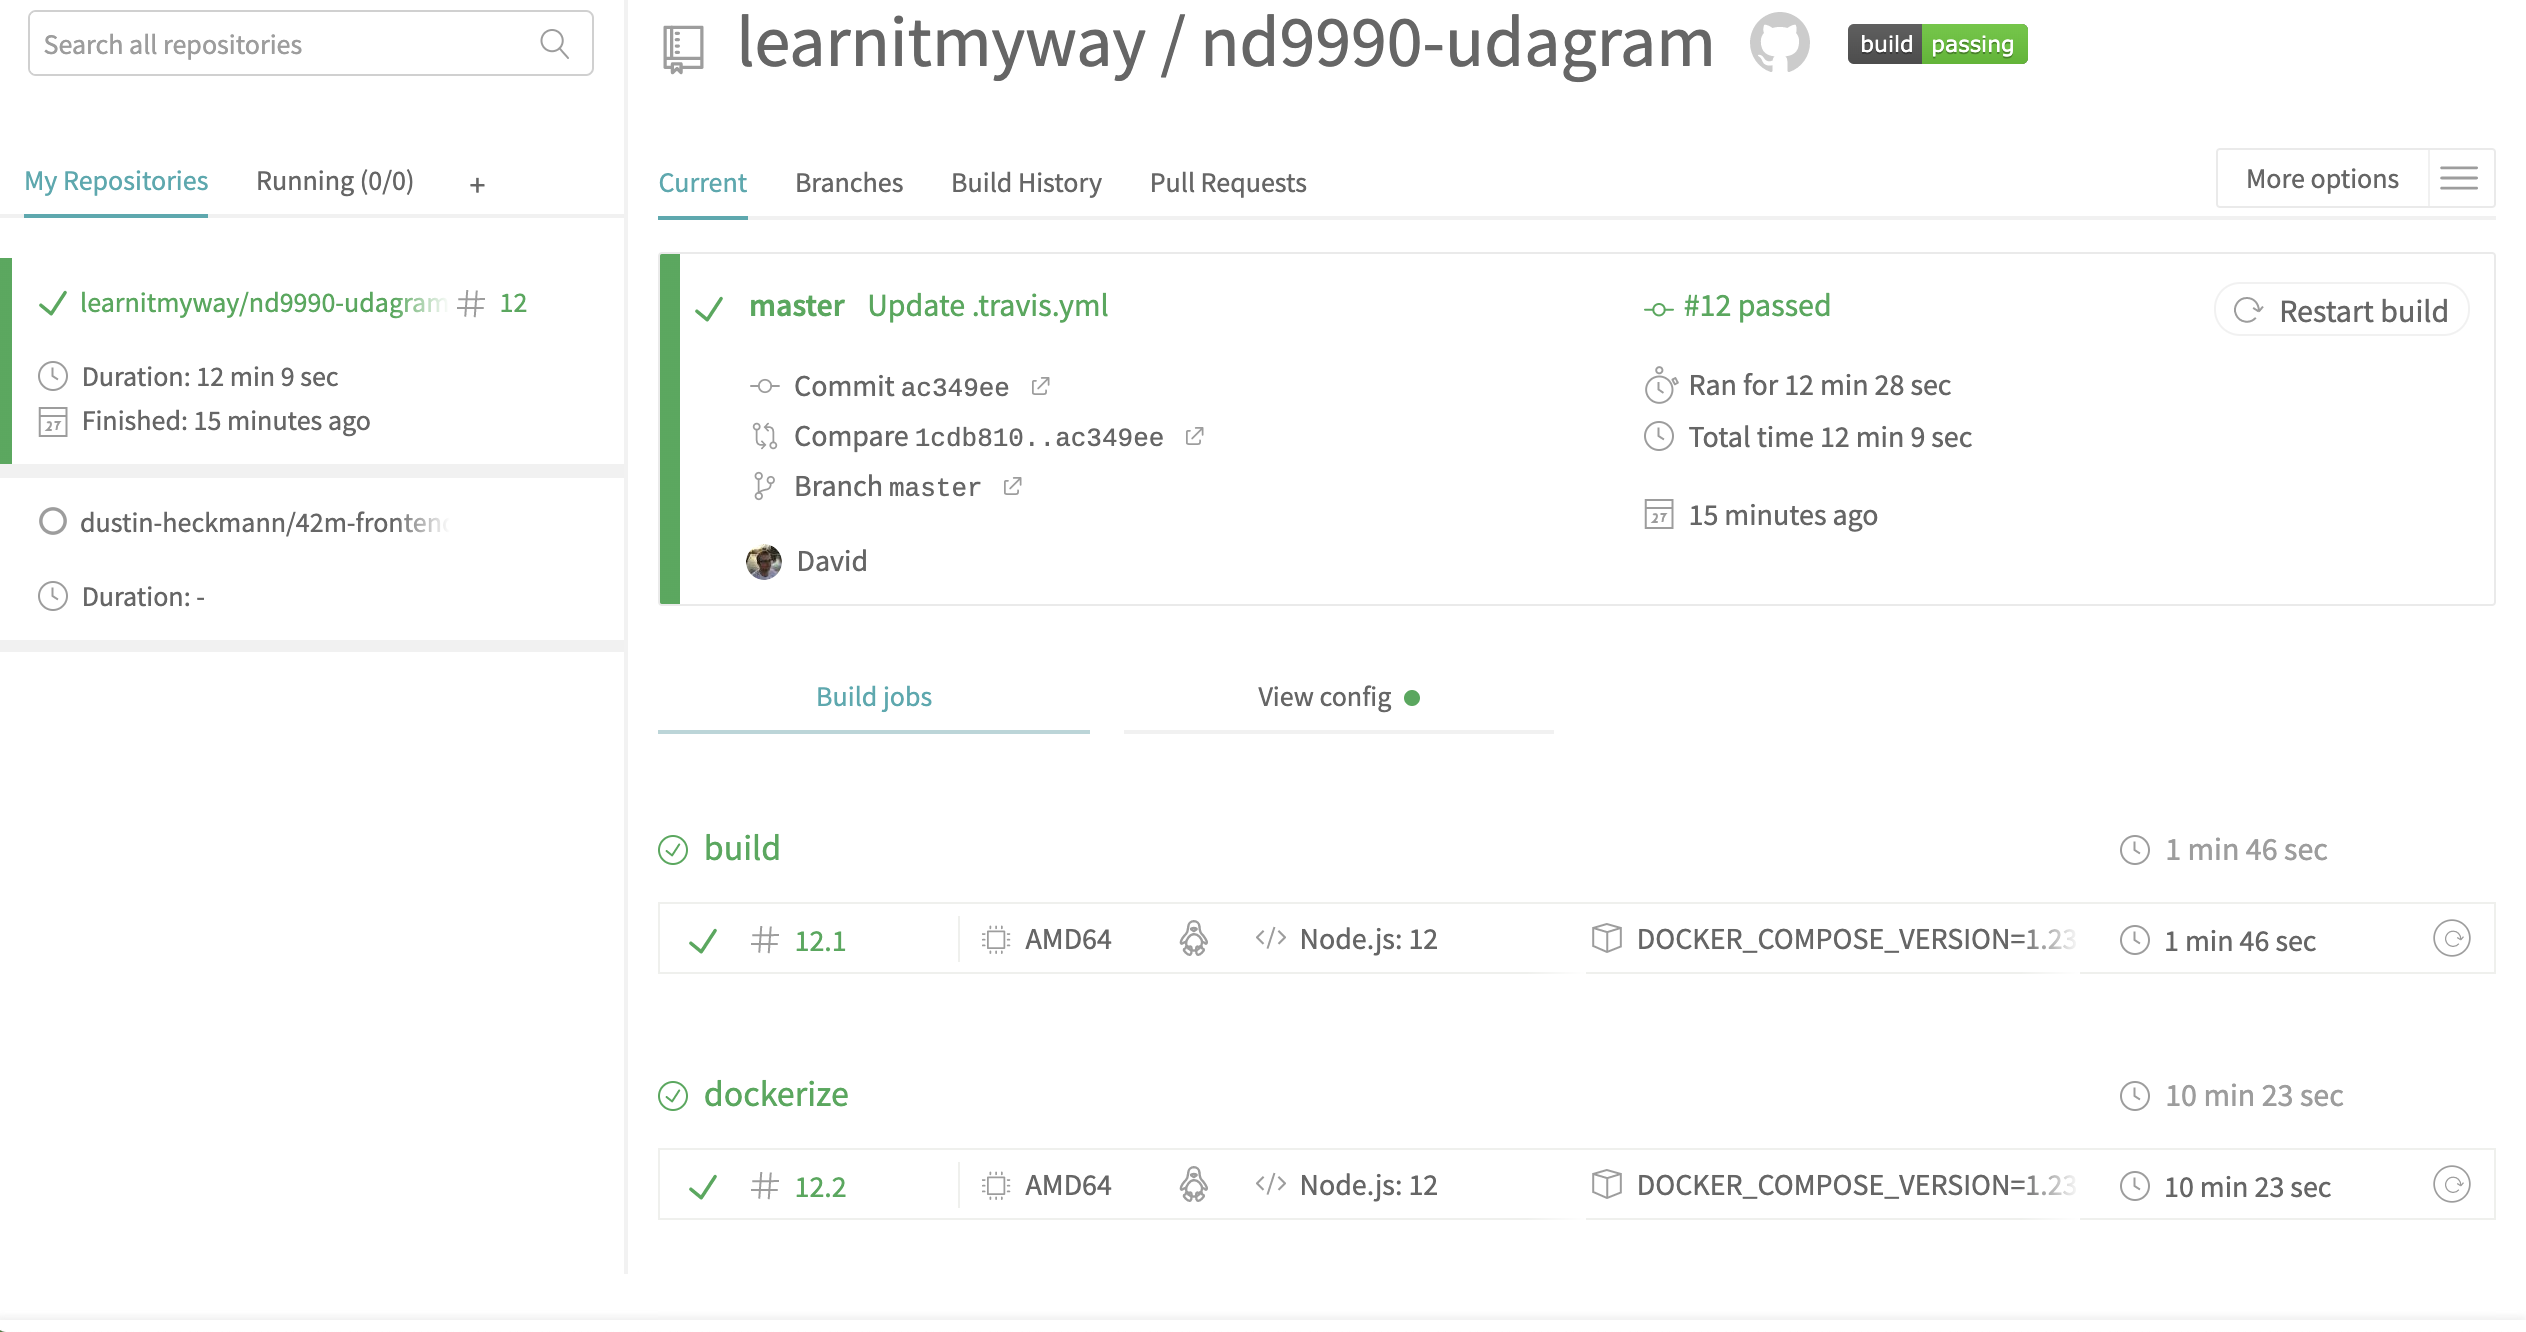 Search all repositories
My Repositories
Running (0/0)
+
learnitmyway/nd9990-udagram # 12
Duration: 12 min 9 sec
27 Finished: 15 minutes ago
dustin-heckmann/42m-frontend
Duration: -
learnitmyway / nd9990-udagram
build passing
Current
Branches
Build History
Pull Requests
More options
master Update .travis.yml
Commit ac349ee
Compare 1cdb810..ac349ee
Branch master
David
#12 passed
Ran for 12 min 28 sec
Total time 12 min 9 sec
27 15 minutes ago
Restart build
Build jobs
View config
build
1 min 46 sec
# 12.1 AMD64 </> Node.js: 12 DOCKER_COMPOSE_VERSION=1.23 1 min 46 sec
dockerize
10 min 23 sec
# 12.2 AMD64 </> Node.js: 12 DOCKER_COMPOSE_VERSION=1.23 10 min 23 sec